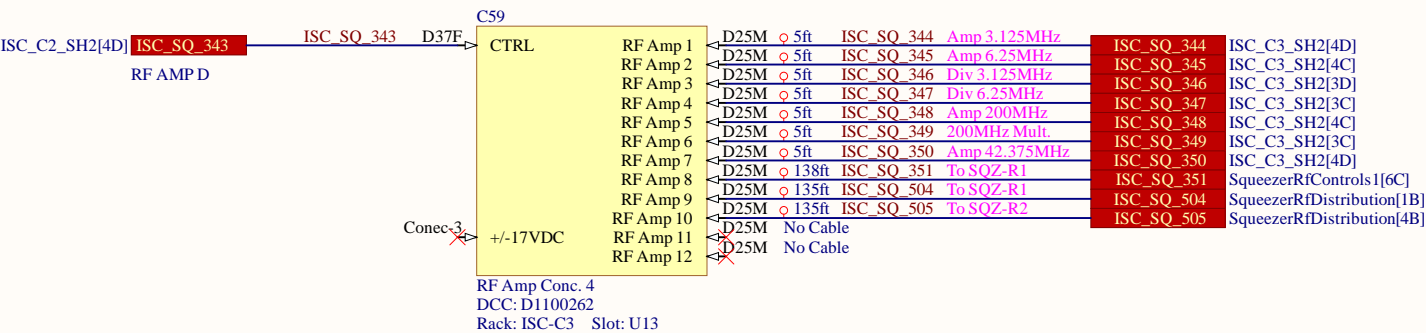 C59
ISC_C2_SH2[4D] ISC_SQ_343 ISC_SQ_343 D37F CTRL
RF AMP D
RF Amp 1 D25M 5ft ISC_SQ_344 Amp 3.125MHz ISC_SQ_344 ISC_C3_SH2[4D]
RF Amp 2 D25M 5ft ISC_SQ_345 Amp 6.25MHz ISC_SQ_345 ISC_C3_SH2[4C]
RF Amp 3 D25M 5ft ISC_SQ_346 Div 3.125MHz ISC_SQ_346 ISC_C3_SH2[3D]
RF Amp 4 D25M 5ft ISC_SQ_347 Div 6.25MHz ISC_SQ_347 ISC_C3_SH2[3C]
RF Amp 5 D25M 5ft ISC_SQ_348 Amp 200MHz ISC_SQ_348 ISC_C3_SH2[4C]
RF Amp 6 D25M 5ft ISC_SQ_349 200MHz Mult. ISC_SQ_349 ISC_C3_SH2[3C]
RF Amp 7 D25M 5ft ISC_SQ_350 Amp 42.375MHz ISC_SQ_350 ISC_C3_SH2[4D]
RF Amp 8 D25M 138ft ISC_SQ_351 To SQZ-R1 ISC_SQ_351 SqueezerRfControls1[6C]
RF Amp 9 D25M 135ft ISC_SQ_504 To SQZ-R1 ISC_SQ_504 SqueezerRfDistribution[1B]
RF Amp 10 D25M 135ft ISC_SQ_505 To SQZ-R2 ISC_SQ_505 SqueezerRfDistribution[4B]
Conec-3 +/-17VDC RF Amp 11 D25M No Cable
RF Amp 12 D25M No Cable
RF Amp Conc. 4
DCC: D1100262
Rack: ISC-C3 Slot: U13